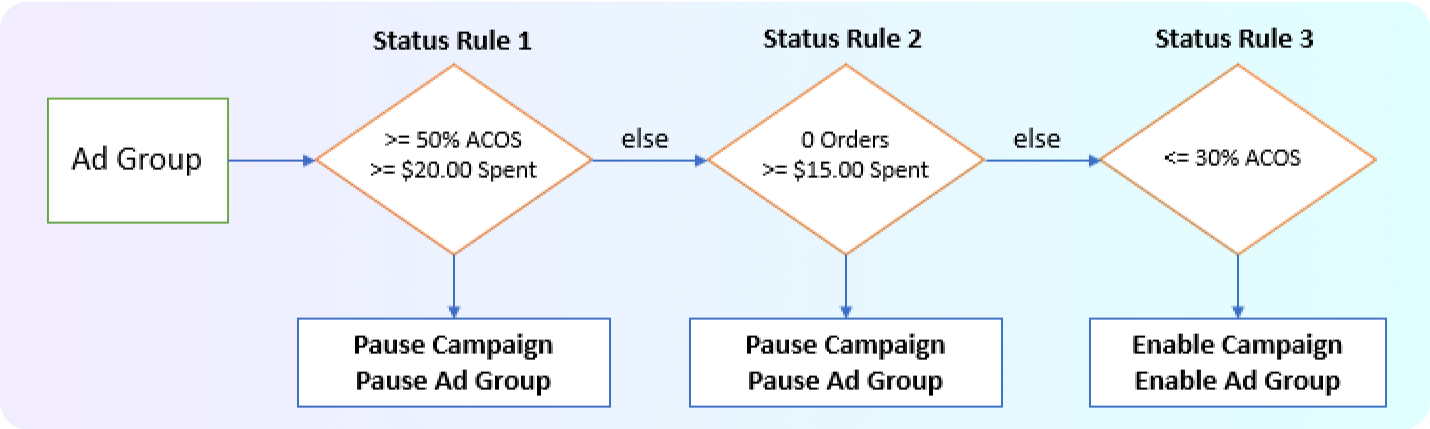 Status Rule 1
Status Rule 2
Status Rule 3
Ad Group
>= 50% ACOS
>= $20.00 Spent
else
0 Orders
>= $15.00 Spent
else
<= 30% ACOS
Pause Campaign
Pause Ad Group
Pause Campaign
Pause Ad Group
Enable Campaign
Enable Ad Group